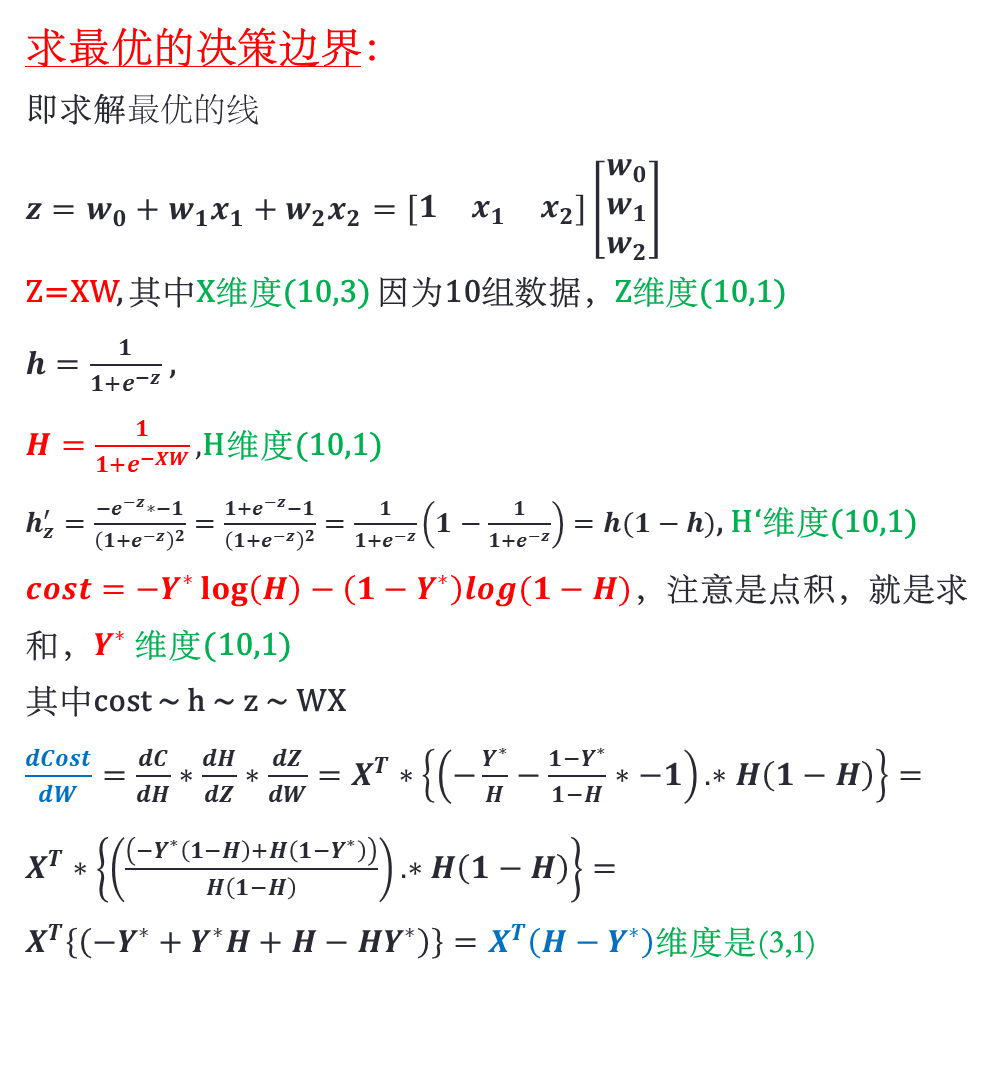 求最优的决策边界：
即求解最优的线
z = w₀ + w₁x₁ + w₂x₂ = [1 x₁ x₂] [w₀ w₁ w₂]
Z=XW, 其中X维度(10,3) 因为10组数据，Z维度(10,1)
h = 1/(1+e^{-z}) ,
H = 1/(1+e^{-XW}) ,H维度(10,1)
h′_z = (-e^{-z}*-1)/(1+e^{-z})² = (1+e^{-z}-1)/(1+e^{-z})² = 1/(1+e^{-z}) (1 - 1/(1+e^{-z})) = h(1 - h), H‘维度(10,1)
cost = -Y* log(H) - (1 - Y*)log(1 - H)，注意是点积，就是求
和，Y* 维度(10,1)
其中cost ~ h ~ z ~ WX
dCost/dW = dC/dH * dH/dZ * dZ/dW = X^T * {(-Y*/H - (1-Y*)/(1-H) * -1) .* H(1 - H)} =
X^T * {(((-Y*(1-H)+H(1-Y*)))/(H(1-H))) .* H(1 - H)} =
X^T{(-Y* + Y*H + H - HY*)} = X^T(H - Y*)维度是(3,1)